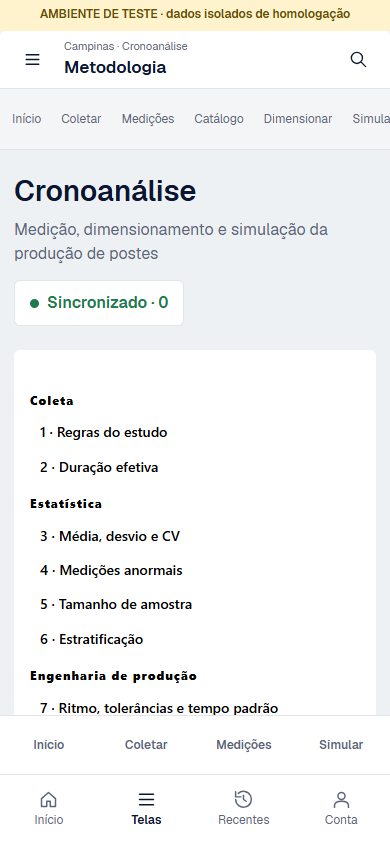 AMBIENTE DE TESTE · dados isolados de homologação
Campinas · Cronoanálise
Metodologia
Início Coletar Medições Catálogo Dimensionar Simula
Cronoanálise
Medição, dimensionamento e simulação da
produção de postes
Sincronizado · 0
Coleta
1 · Regras do estudo
2 · Duração efetiva
Estatística
3 · Média, desvio e CV
4 · Medições anormais
5 · Tamanho de amostra
6 · Estratificação
Engenharia de produção
7 · Ritmo, tolerâncias e tempo padrão
Início Coletar Medições Simular
Início Telas Recentes Conta